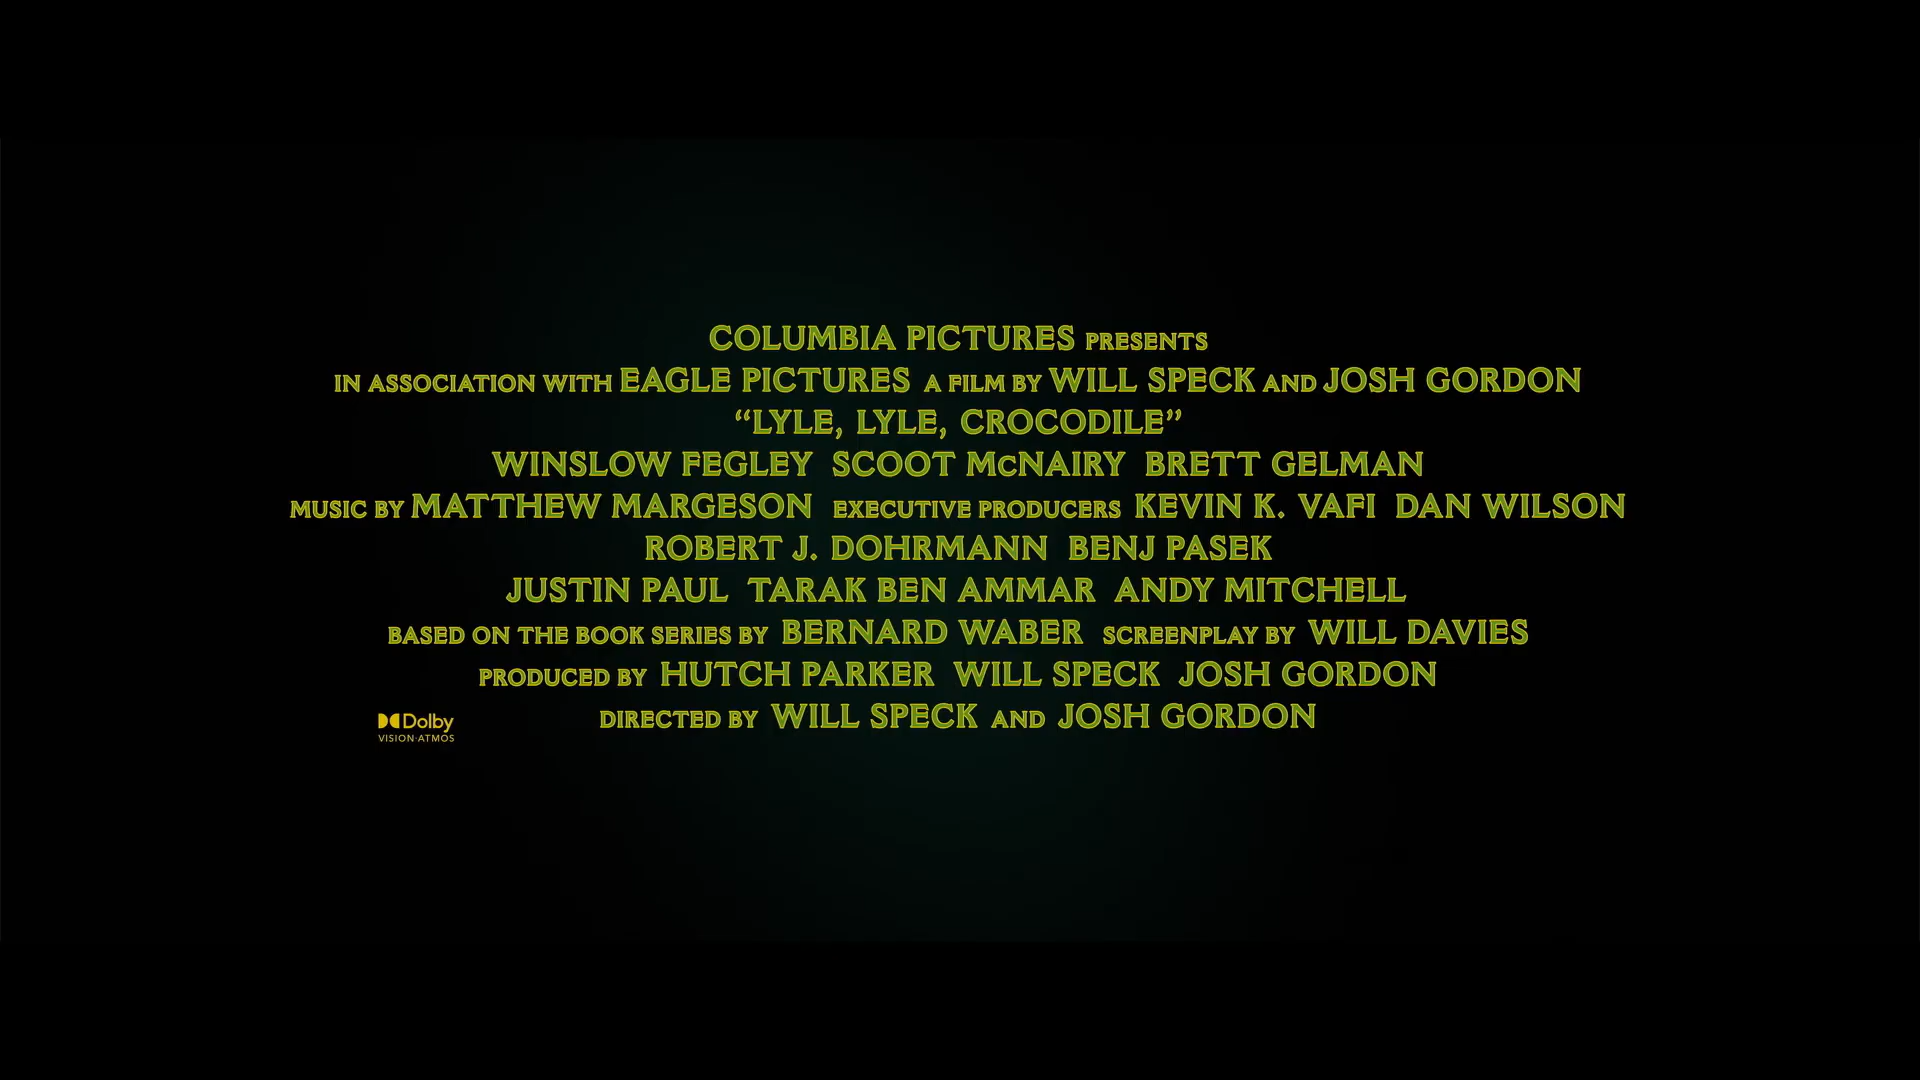 COLUMBIA PICTURES PRESENTS
IN ASSOCIATION WITH EAGLE PICTURES A FILM BY WILL SPECK AND JOSH GORDON
“LYLE, LYLE, CROCODILE”
WINSLOW FEGLEY SCOOT McNAIRY BRETT GELMAN
MUSIC BY MATTHEW MARGESON EXECUTIVE PRODUCERS KEVIN K. VAFI DAN WILSON
ROBERT J. DOHRMANN BENJ PASEK
JUSTIN PAUL TARAK BEN AMMAR ANDY MITCHELL
BASED ON THE BOOK SERIES BY BERNARD WABER SCREENPLAY BY WILL DAVIES
PRODUCED BY HUTCH PARKER WILL SPECK JOSH GORDON
DIRECTED BY WILL SPECK AND JOSH GORDON
Dolby
VISION·ATMOS